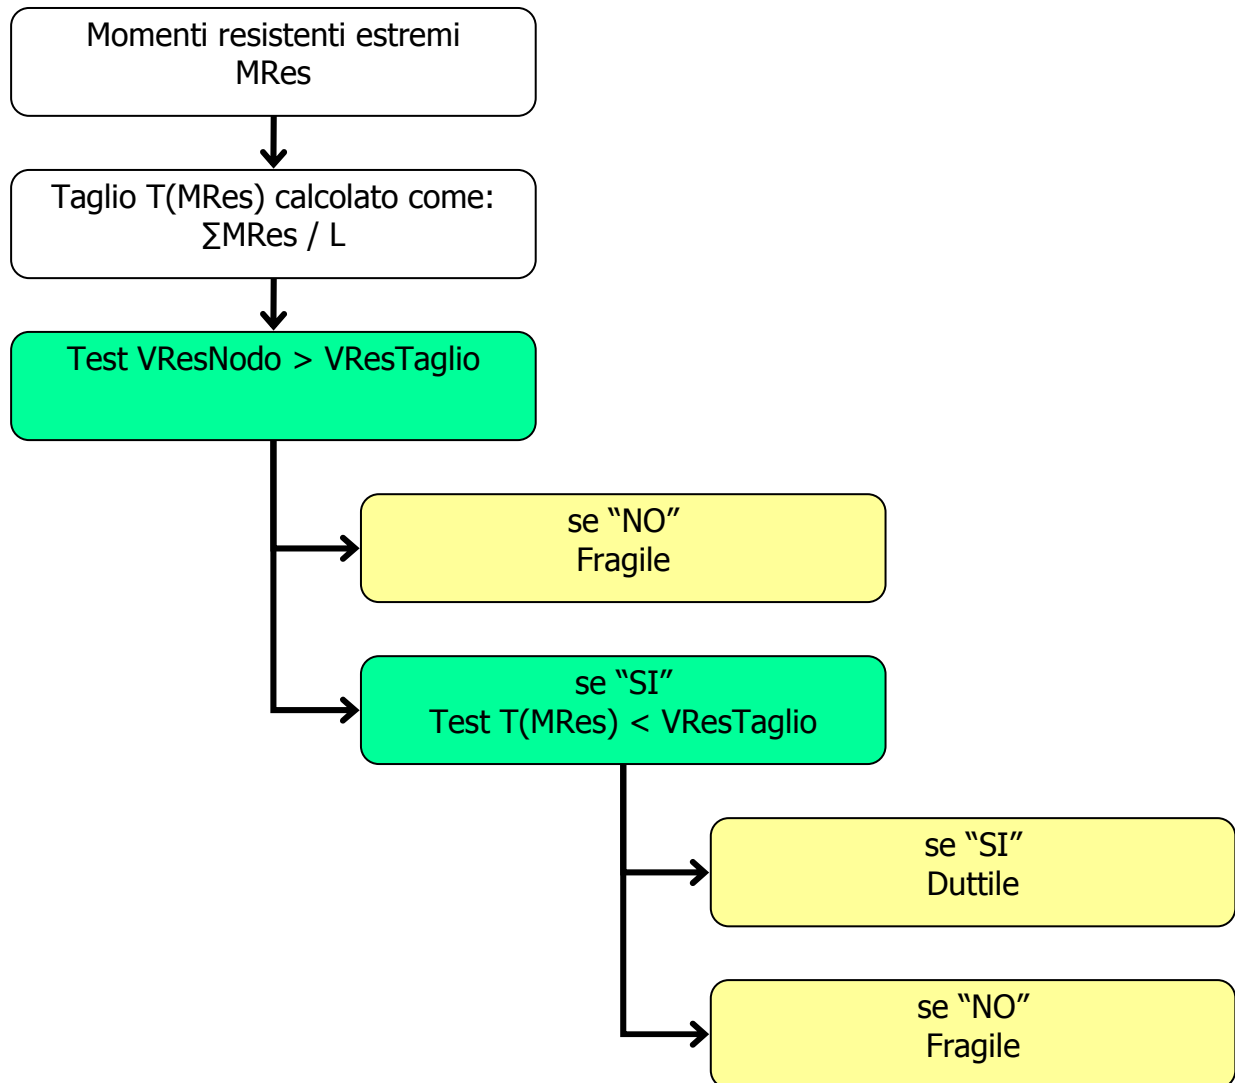 Momenti resistenti estremi
MRes
Taglio T(MRes) calcolato come:
∑MRes / L
Test VResNodo > VResTaglio
se “NO”
Fragile
se “SI”
Test T(MRes) < VResTaglio
se “SI”
Duttile
se “NO”
Fragile